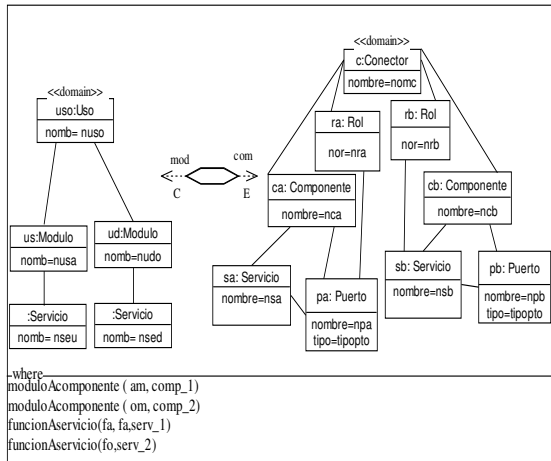 <<domain>>
uso:Uso
nomb= nuso
us:Modulo
nomb=nusa
ud:Modulo
nomb=nudo
:Servicio
nomb= nseu
:Servicio
nomb= nsed
mod
com
C
E
<<domain>>
c:Conector
nombre=nomc
ra: Rol
nor=nra
rb: Rol
nor=nrb
ca: Componente
nombre=nca
cb: Componente
nombre=ncb
sa: Servicio
nombre=nsa
pa: Puerto
nombre=npa
tipo=tipopto
sb: Servicio
nombre=nsb
pb: Puerto
nombre=npb
tipo=tipopto
where
moduloAcomponente ( am, comp_1)
moduloAcomponente ( om, comp_2)
funcionAservicio(fa, fa,serv_1)
funcionAservicio(fo,serv_2)